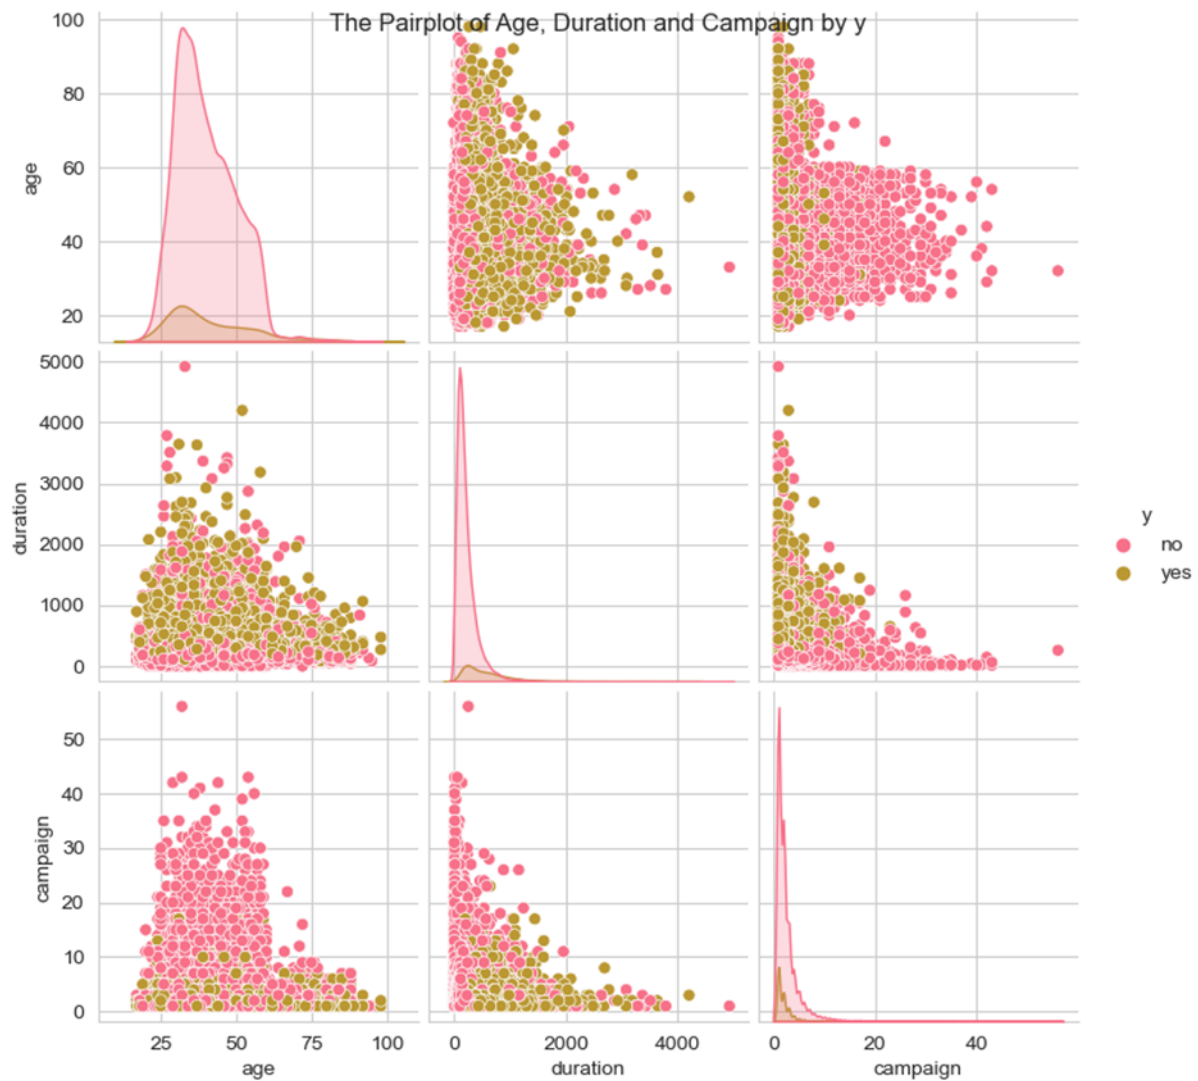 The Pairplot of Age, Duration and Campaign by y
100
80
60
40
20
age
5000
4000
3000
2000
1000
0
duration
y
no
yes
50
40
30
20
10
0
campaign
25 50 75 100
age
0 2000 4000
duration
0 20 40
campaign